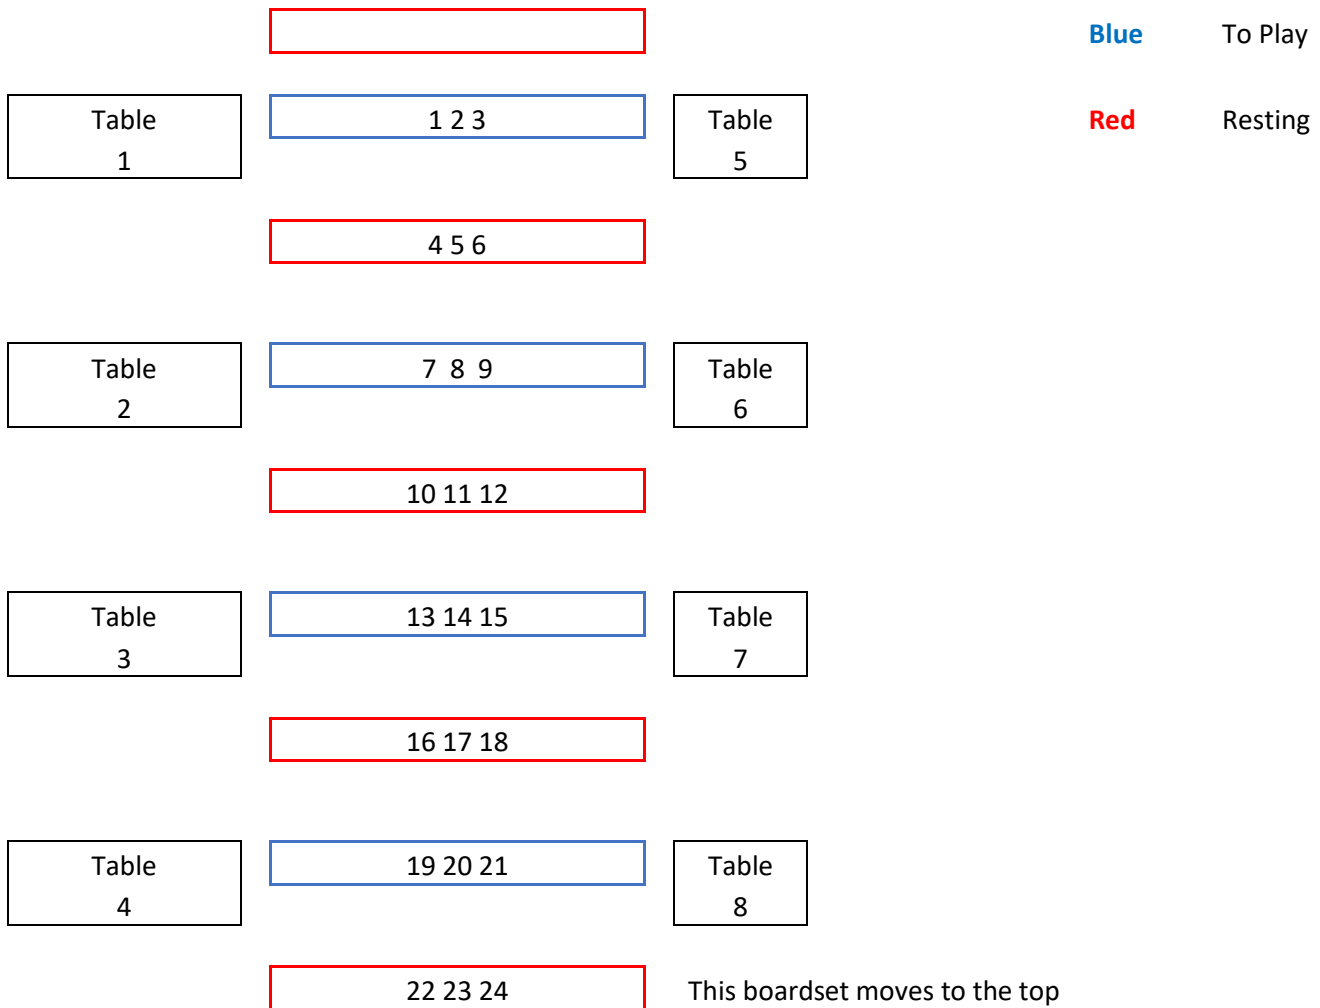 Blue To Play
Table 1 2 3 Table Red Resting
1 5
4 5 6
Table 7 8 9 Table
2 6
10 11 12
Table 13 14 15 Table
3 7
16 17 18
Table 19 20 21 Table
4 8
22 23 24 This boardset moves to the top